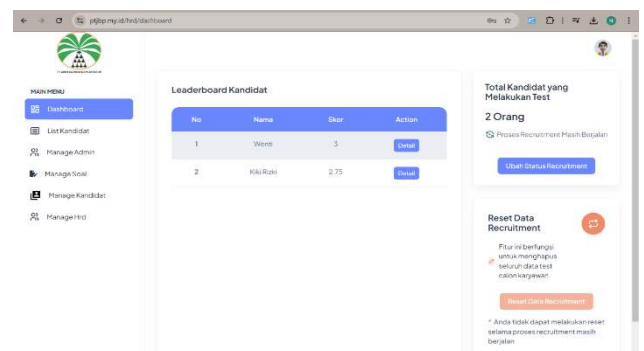 ptjbp.my.id/hrd/dashboard
N
MAIN MENU
Dashboard
List Kandidat
Manage Admin
Manage Soal
Manage Kandidat
Manage Hrd
Leaderboard Kandidat
No Nama Skor Action
1 Wenti 3 Detail
2 Kiki Rizki 2.75 Detail
Total Kandidat yang
Melakukan Test
2 Orang
Proses Recruitment Masih Berjalan
Ubah Status Recruitment
Reset Data
Recruitment
Fitur ini berfungsi
untuk menghapus
seluruh data test
calon karyawan
Reset Data Recruitment
* Anda tidak dapat melakukan reset
selama proses recruitment masih
berjalan